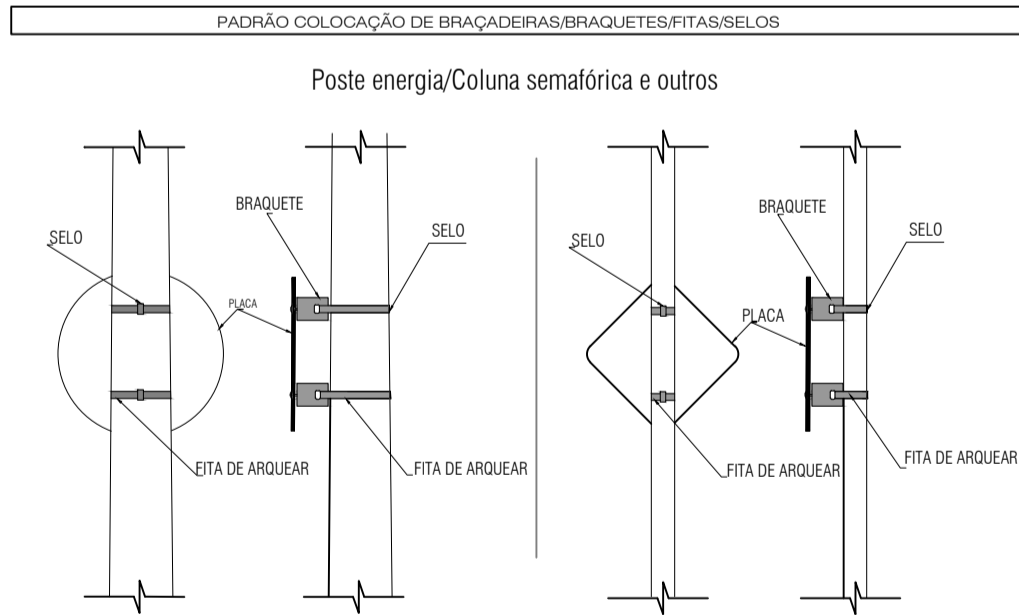 PADRÃO COLOCAÇÃO DE BRAÇADEIRAS/BRAQUETES/FITAS/SELOS
Poste energia/Coluna semafórica e outros
BRAQUETE
SELO
SELO
PLACA
FITA DE ARQUEAR
FITA DE ARQUEAR
BRAQUETE
SELO
SELO
PLACA
FITA DE ARQUEAR
FITA DE ARQUEAR